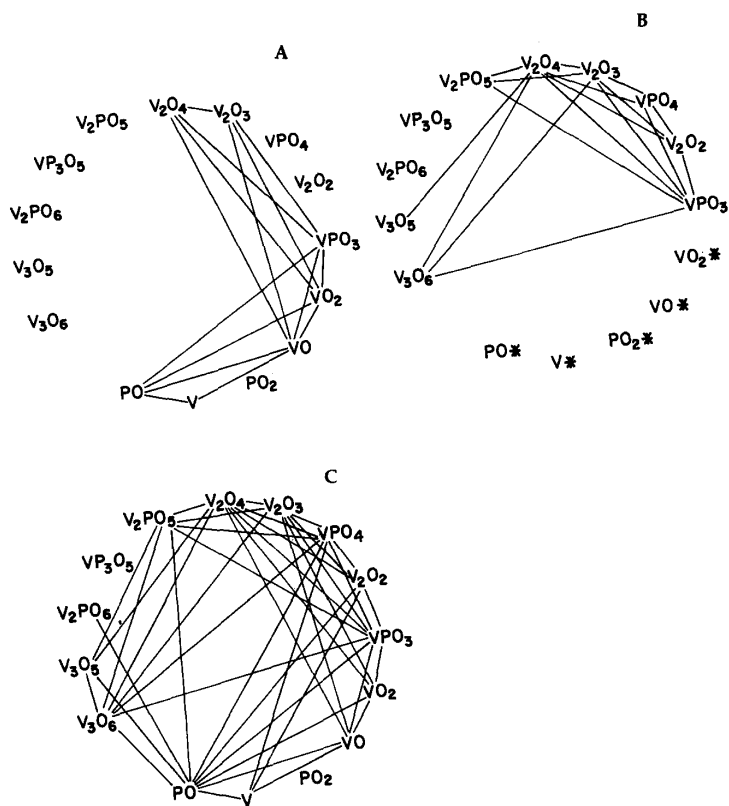 A
V₂O₄
V₂O₃
V₂PO₅
VPO₄
VP₃O₅
V₂O₂
V₂PO₆
VPO₃
V₃O₅
VO₂
V₃O₆
VO
PO₂
PO
V
B
V₂O₄
V₂O₃
V₂PO₅
VPO₄
VP₃O₅
V₂O₂
V₂PO₆
VPO₃
V₃O₅
VO₂*
V₃O₆
VO*
PO₂*
PO*
V*
C
V₂O₄
V₂O₃
V₂PO₅
VPO₄
VP₃O₅
V₂O₂
V₂PO₆
VPO₃
V₃O₅
VO₂
V₃O₆
VO
PO₂
PO
V